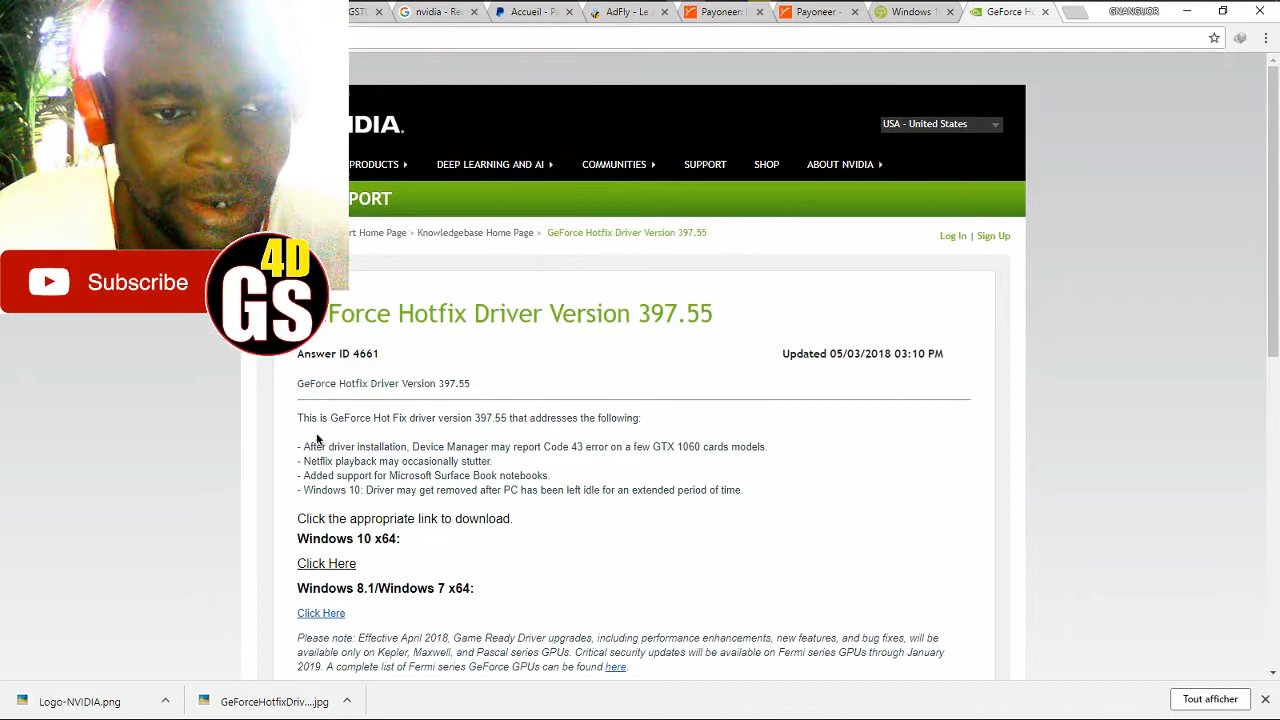 GST
nvidia - Re
Accueil - P
AdFly - Le
Payoneer:
Payoneer -
Windows 1
GeForce Ho
GNANGUOR
IDIA.
USA - United States
PRODUCTS
DEEP LEARNING AND AI
COMMUNITIES
SUPPORT
SHOP
ABOUT NVIDIA
PORT
rt Home Page > Knowledgebase Home Page > GeForce Hotfix Driver Version 397.55
Log In | Sign Up
Subscribe
4D
GS
Force Hotfix Driver Version 397.55
Answer ID 4661
Updated 05/03/2018 03:10 PM
GeForce Hotfix Driver Version 397.55
This is GeForce Hot Fix driver version 397.55 that addresses the following:
- After driver installation, Device Manager may report Code 43 error on a few GTX 1060 cards models.
- Netflix playback may occasionally stutter.
- Added support for Microsoft Surface Book notebooks.
- Windows 10: Driver may get removed after PC has been left idle for an extended period of time.
Click the appropriate link to download.
Windows 10 x64:
Click Here
Windows 8.1/Windows 7 x64:
Click Here
Please note: Effective April 2018, Game Ready Driver upgrades, including performance enhancements, new features, and bug fixes, will be
available only on Kepler, Maxwell, and Pascal series GPUs. Critical security updates will be available on Fermi series GPUs through January
2019. A complete list of Fermi series GeForce GPUs can be found here.
Logo-NVIDIA.png
GeForceHotfixDriv....jpg
Tout afficher